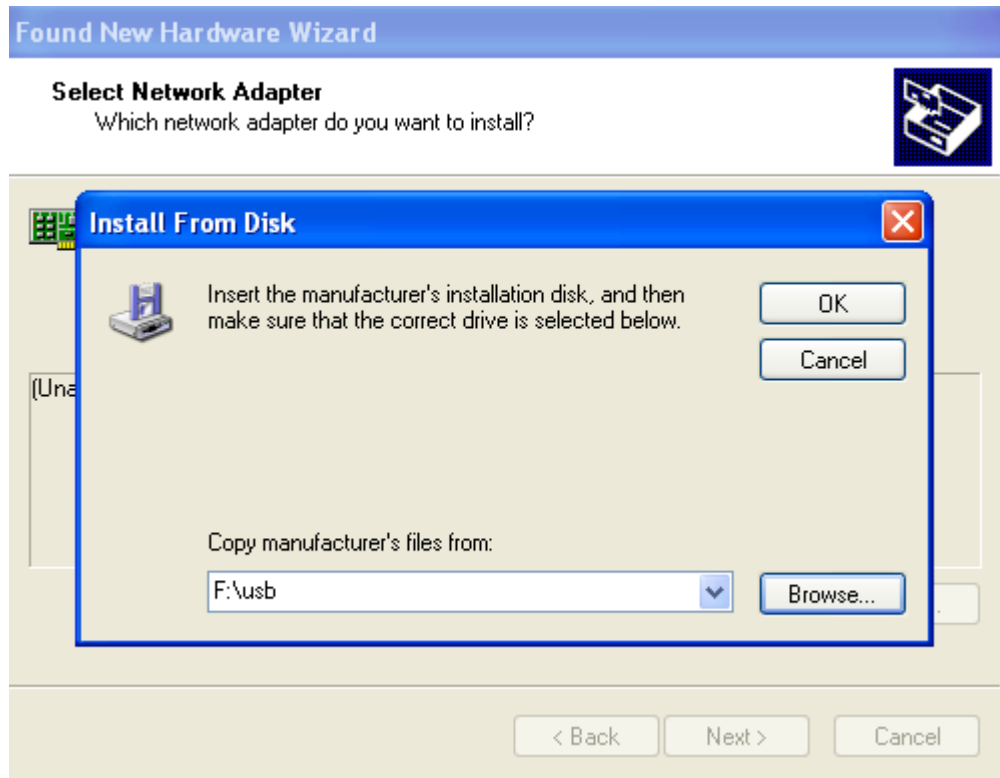 Found New Hardware Wizard
Select Network Adapter
Which network adapter do you want to install?
Install From Disk
Insert the manufacturer's installation disk, and then
make sure that the correct drive is selected below.
OK
Cancel
(Una
Copy manufacturer's files from:
F:\usb
Browse...
< Back
Next >
Cancel